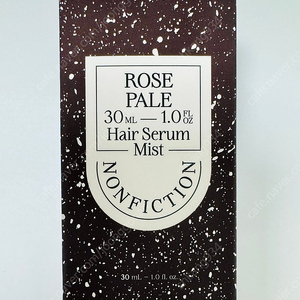 ROSE
PALE
30 ML — 1.0 FL OZ
Hair Serum
Mist
NONFICTION
30 mL — 1.0 fl. oz.